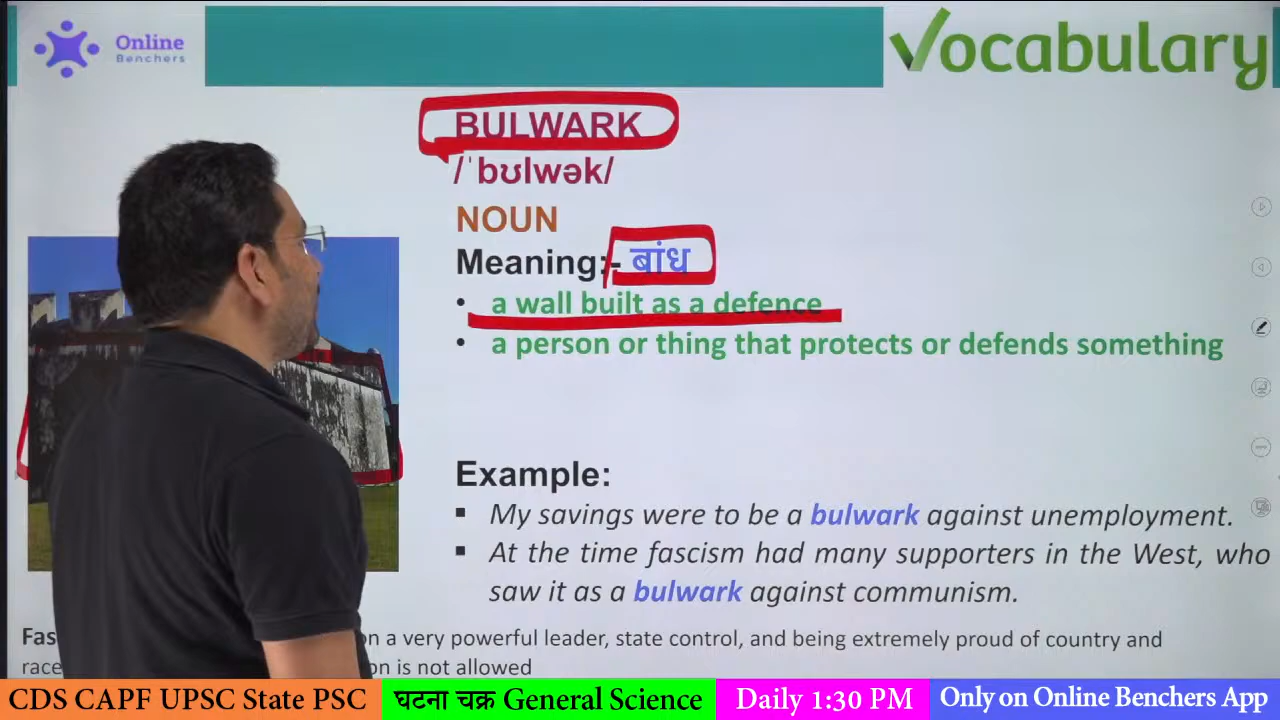 Online
Benchers
Vocabulary
BULWARK
/ˈbʊlwək/
NOUN
Meaning:- बांध
• a wall built as a defence
• a person or thing that protects or defends something
Example:
▪ My savings were to be a bulwark against unemployment.
▪ At the time fascism had many supporters in the West, who
saw it as a bulwark against communism.
Fas on a very powerful leader, state control, and being extremely proud of country and
race on is not allowed
CDS CAPF UPSC State PSC घटना चक्र General Science Daily 1:30 PM Only on Online Benchers App